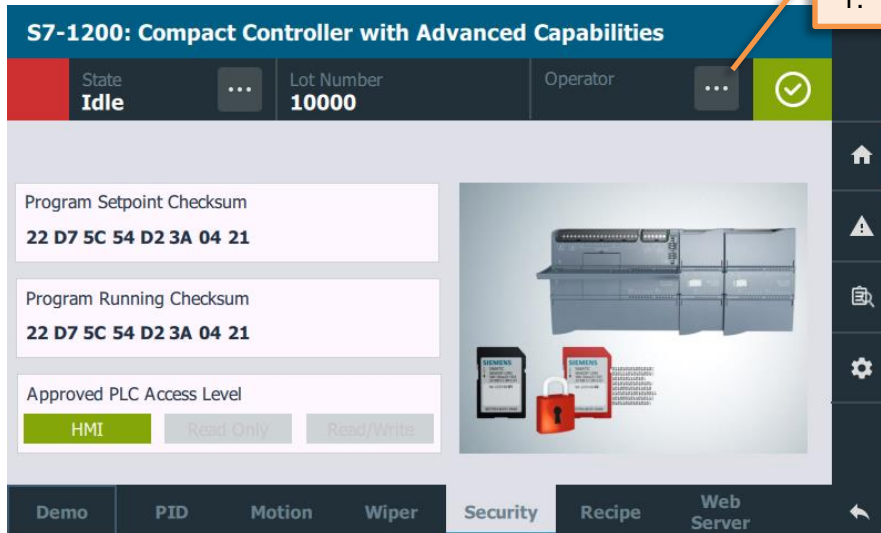 1.
S7-1200: Compact Controller with Advanced Capabilities
State
Idle
...
Lot Number
10000
Operator
...
Program Setpoint Checksum
22 D7 5C 54 D2 3A 04 21
Program Running Checksum
22 D7 5C 54 D2 3A 04 21
Approved PLC Access Level
HMI Read Only Read/Write
SIEMENS SIEMENS
Demo PID Motion Wiper Security Recipe Web Server